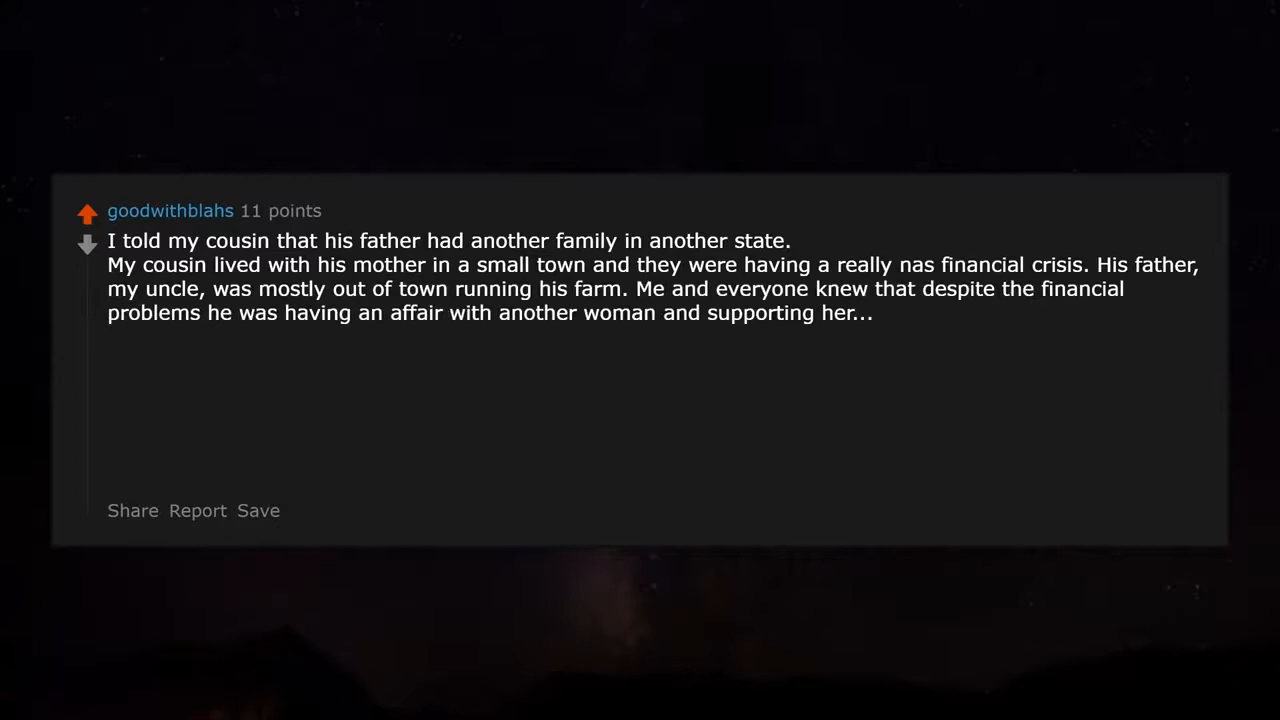 goodwithblahs 11 points
I told my cousin that his father had another family in another state.
My cousin lived with his mother in a small town and they were having a really nas financial crisis. His father,
my uncle, was mostly out of town running his farm. Me and everyone knew that despite the financial
problems he was having an affair with another woman and supporting her...
Share Report Save